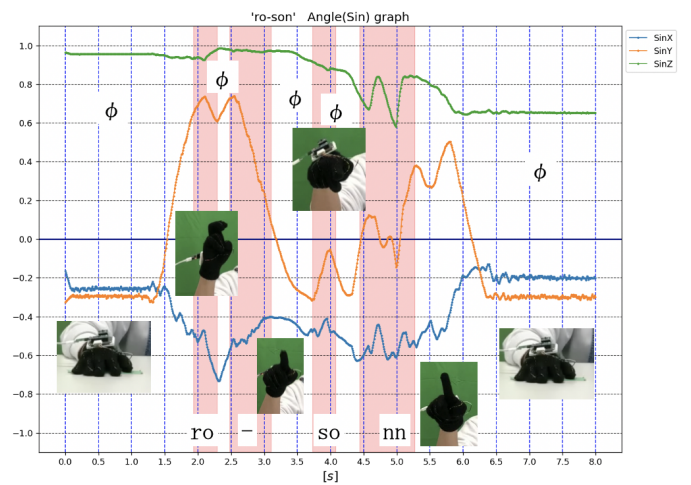 'ro-son' Angle(Sin) graph
SinX
SinY
SinZ
1.0
0.8
0.6
0.4
0.2
0.0
−0.2
−0.4
−0.6
−0.8
−1.0
ϕ
ϕ
ϕ
ϕ
ϕ
ro
−
so
nn
0.0 0.5 1.0 1.5 2.0 2.5 3.0 3.5 4.0 4.5 5.0 5.5 6.0 6.5 7.0 7.5 8.0
[s]